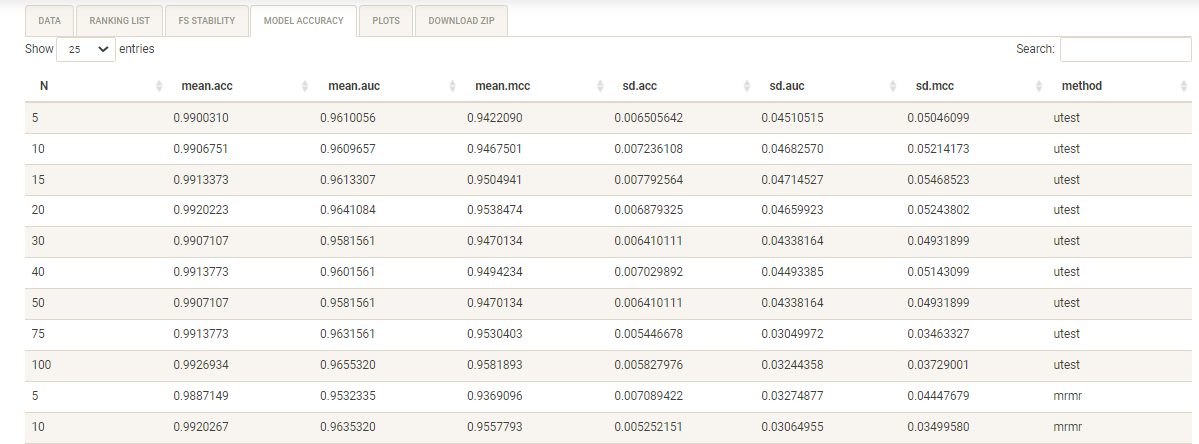 DATA RANKING LIST FS STABILITY MODEL ACCURACY PLOTS DOWNLOAD ZIP
Show 25 entries Search:
N mean.acc mean.auc mean.mcc sd.acc sd.auc sd.mcc method
5 0.9900310 0.9610056 0.9422090 0.006505642 0.04510515 0.05046099 utest
10 0.9906751 0.9609657 0.9467501 0.007236108 0.04682570 0.05214173 utest
15 0.9913373 0.9613307 0.9504941 0.007792564 0.04714527 0.05468523 utest
20 0.9920223 0.9641084 0.9538474 0.006879325 0.04659923 0.05243802 utest
30 0.9907107 0.9581561 0.9470134 0.006410111 0.04338164 0.04931899 utest
40 0.9913773 0.9601561 0.9494234 0.007029892 0.04493385 0.05143099 utest
50 0.9907107 0.9581561 0.9470134 0.006410111 0.04338164 0.04931899 utest
75 0.9913773 0.9631561 0.9530403 0.005446678 0.03049972 0.03463327 utest
100 0.9926934 0.9655320 0.9581893 0.005827976 0.03244358 0.03729001 utest
5 0.9887149 0.9532335 0.9369096 0.007089422 0.03274877 0.04447679 mrmr
10 0.9920267 0.9635320 0.9557793 0.005252151 0.03064955 0.03499580 mrmr